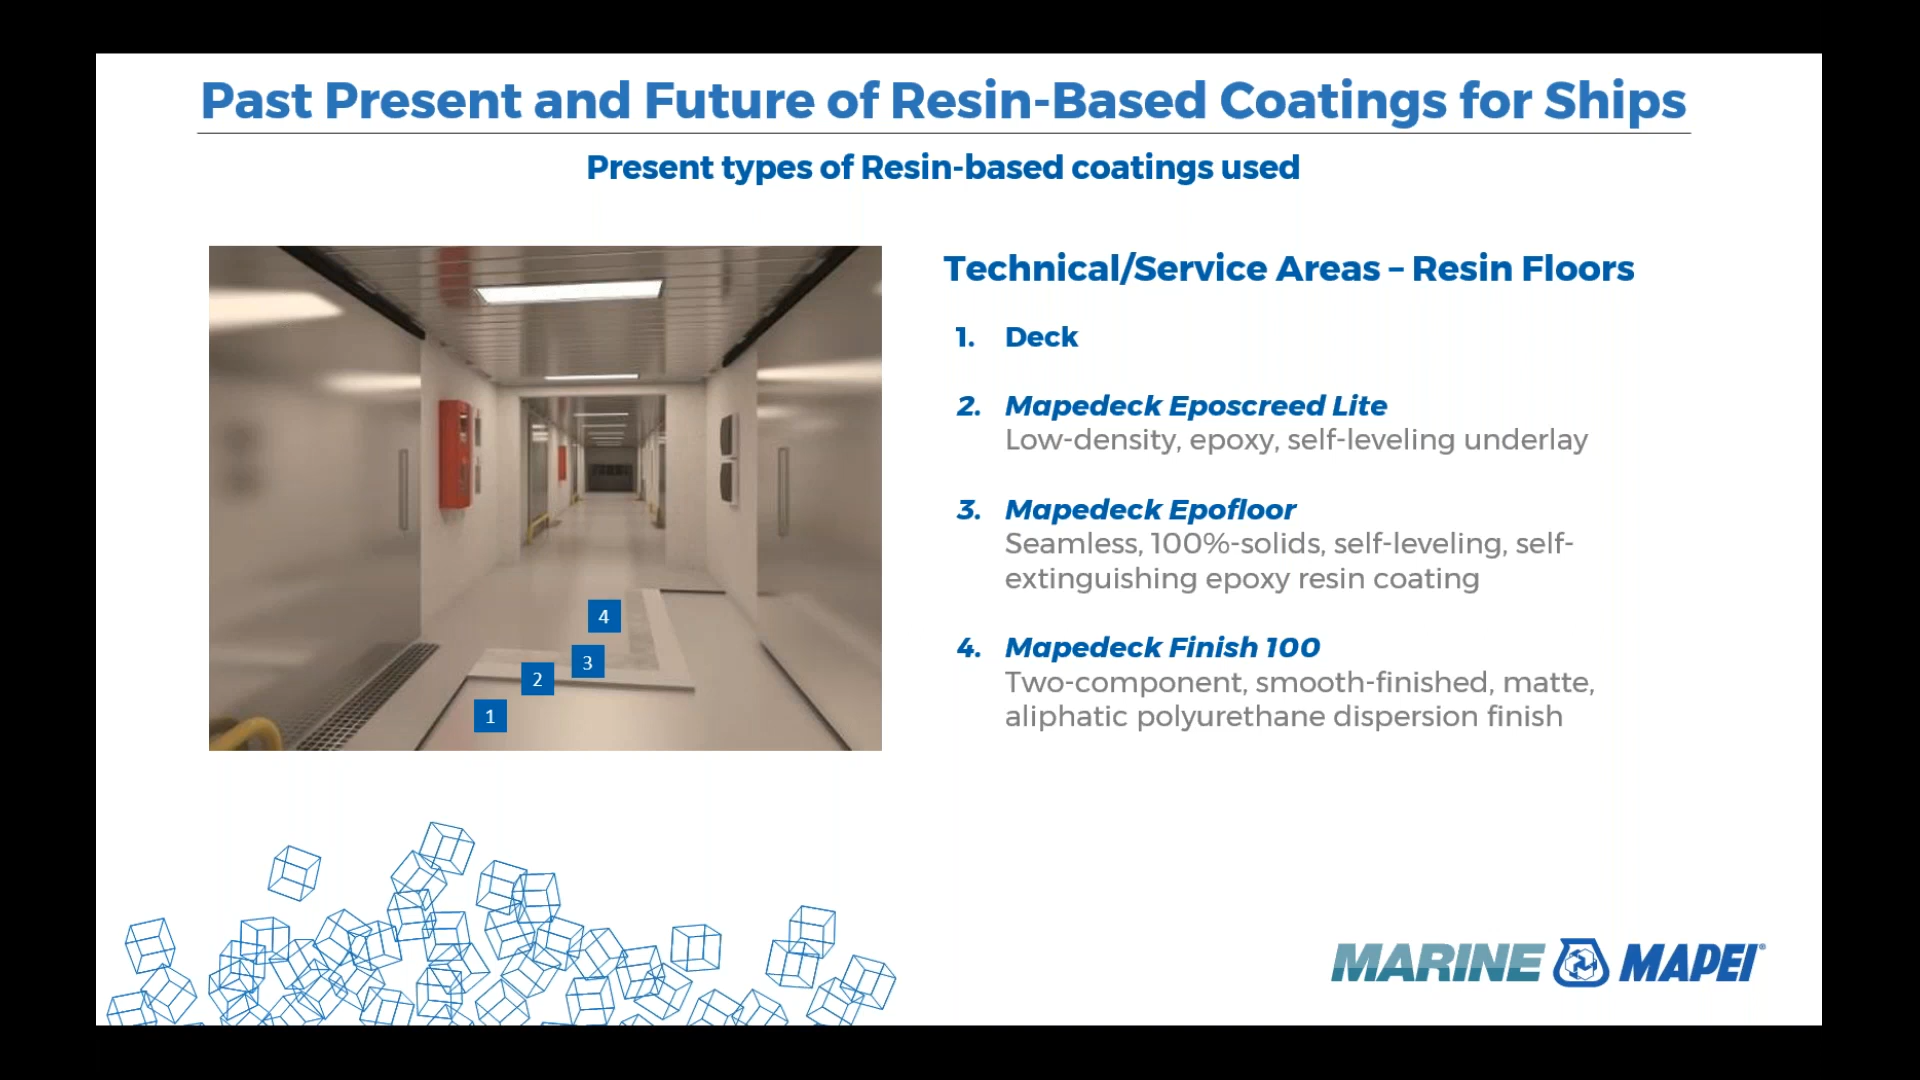 Past Present and Future of Resin-Based Coatings for Ships
Present types of Resin-based coatings used
Technical/Service Areas – Resin Floors
1. Deck
2. Mapedeck Eposcreed Lite
Low-density, epoxy, self-leveling underlay
3. Mapedeck Epofloor
Seamless, 100%-solids, self-leveling, self-
extinguishing epoxy resin coating
4. Mapedeck Finish 100
Two-component, smooth-finished, matte,
aliphatic polyurethane dispersion finish
4
3
2
1
MARINE MAPEI®